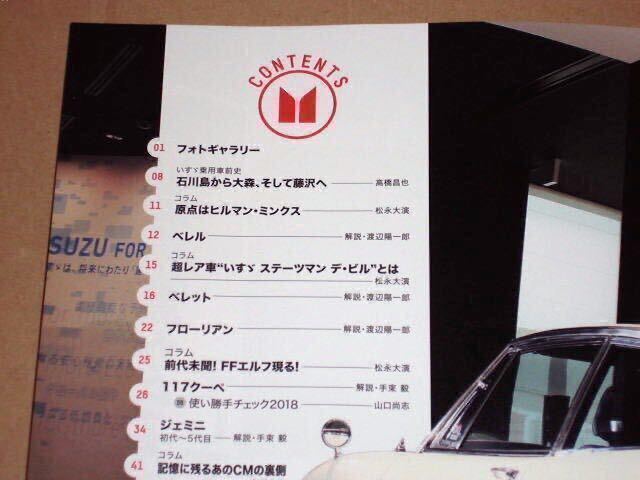 CONTENTS
01 フォトギャラリー
いすゞ乗用車前史
08 石川島から大森、そして藤沢へ 高橋昌也
コラム
11 原点はヒルマン・ミンクス 松永大演
12 ベレル 解説・渡辺陽一郎
コラム
15 超レア車“いすゞ ステーツマン デ・ビル”とは
松永大演
16 ベレット 解説・渡辺陽一郎
22 フローリアン 解説・渡辺陽一郎
コラム
25 前代未聞! FFエルフ現る! 松永大演
26 117クーペ 解説・手束 毅
使い勝手チェック2018 山口尚志
34 ジェミニ
初代〜5代目 解説・手束 毅
コラム
41 記憶に残るあのCMの裏側
SUZU FOR
は、将来にわたり